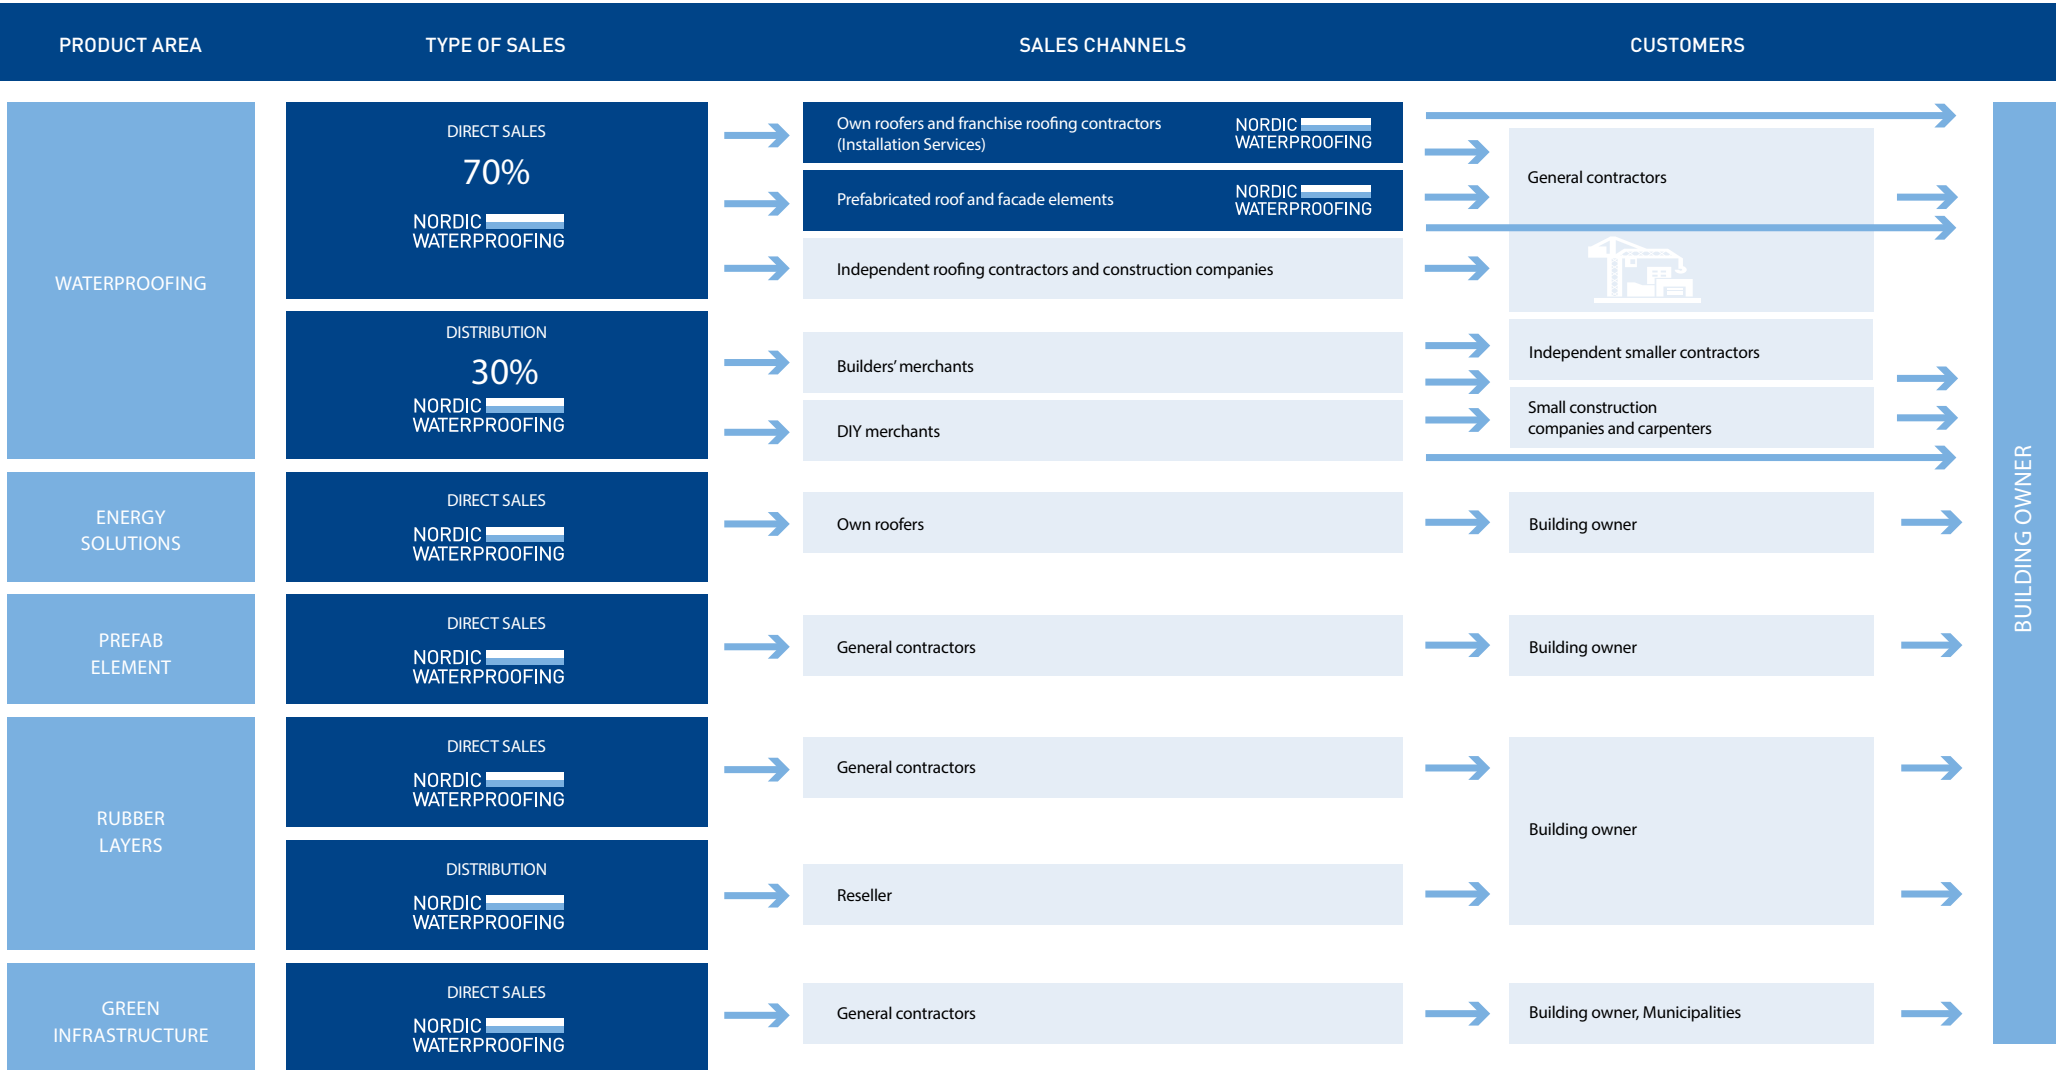 PRODUCT AREA
TYPE OF SALES
SALES CHANNELS
CUSTOMERS
WATERPROOFING
DIRECT SALES
70%
NORDIC
WATERPROOFING
Own roofers and franchise roofing contractors
(Installation Services)
NORDIC
WATERPROOFING
Prefabricated roof and facade elements
NORDIC
WATERPROOFING
Independent roofing contractors and construction companies
General contractors
DISTRIBUTION
30%
NORDIC
WATERPROOFING
Builders' merchants
DIY merchants
Independent smaller contractors
Small construction
companies and carpenters
ENERGY
SOLUTIONS
DIRECT SALES
NORDIC
WATERPROOFING
Own roofers
Building owner
PREFAB
ELEMENT
DIRECT SALES
NORDIC
WATERPROOFING
General contractors
Building owner
RUBBER
LAYERS
DIRECT SALES
NORDIC
WATERPROOFING
General contractors
DISTRIBUTION
NORDIC
WATERPROOFING
Reseller
Building owner
GREEN
INFRASTRUCTURE
DIRECT SALES
NORDIC
WATERPROOFING
General contractors
Building owner, Municipalities
BUILDING OWNER